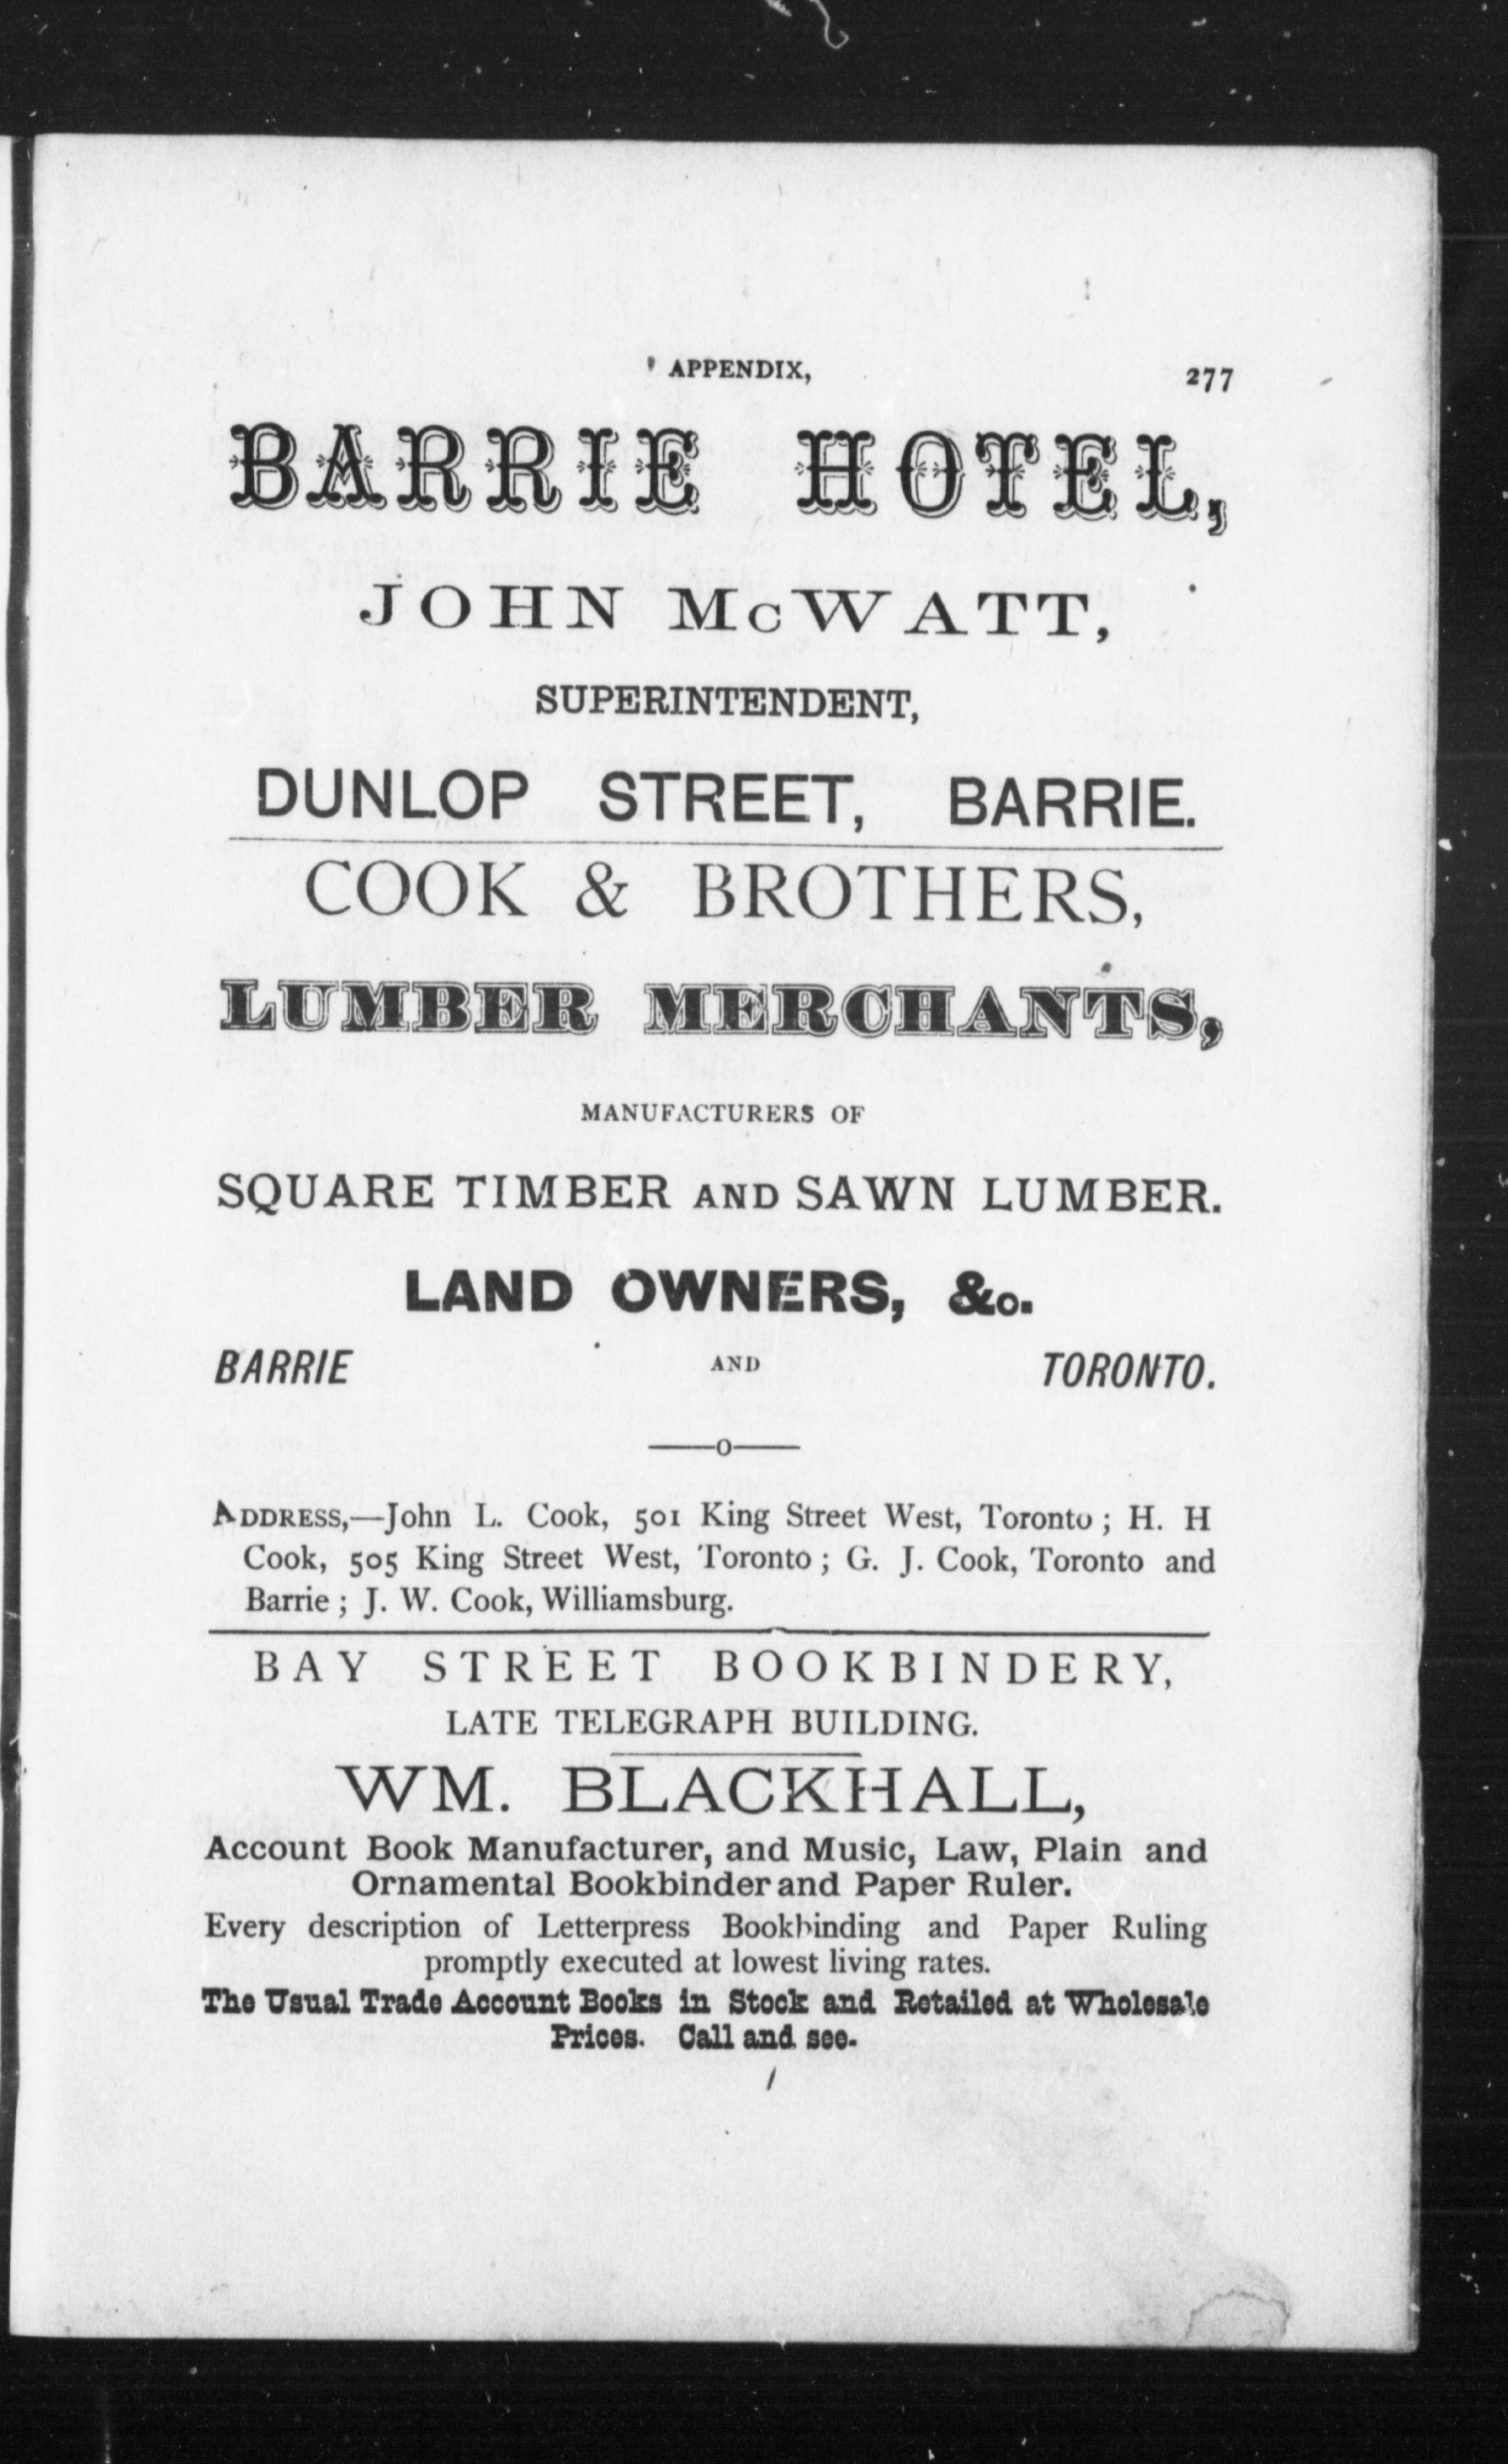 APPENDIX,
277
BARRIE HOTEL,
JOHN McWATT,
SUPERINTENDENT,
DUNLOP STREET, BARRIE.
COOK & BROTHERS,
LUMBER MERCHANTS,
MANUFACTURERS OF
SQUARE TIMBER AND SAWN LUMBER.
LAND OWNERS, &c.
BARRIE AND TORONTO.
——o——
ADDRESS,—John L. Cook, 501 King Street West, Toronto; H. H
Cook, 505 King Street West, Toronto; G. J. Cook, Toronto and
Barrie; J. W. Cook, Williamsburg.
BAY STREET BOOKBINDERY,
LATE TELEGRAPH BUILDING.
WM. BLACKHALL,
Account Book Manufacturer, and Music, Law, Plain and
Ornamental Bookbinder and Paper Ruler.
Every description of Letterpress Bookbinding and Paper Ruling
promptly executed at lowest living rates.
The Usual Trade Account Books in Stock and Retailed at Wholesale
Prices. Call and see.